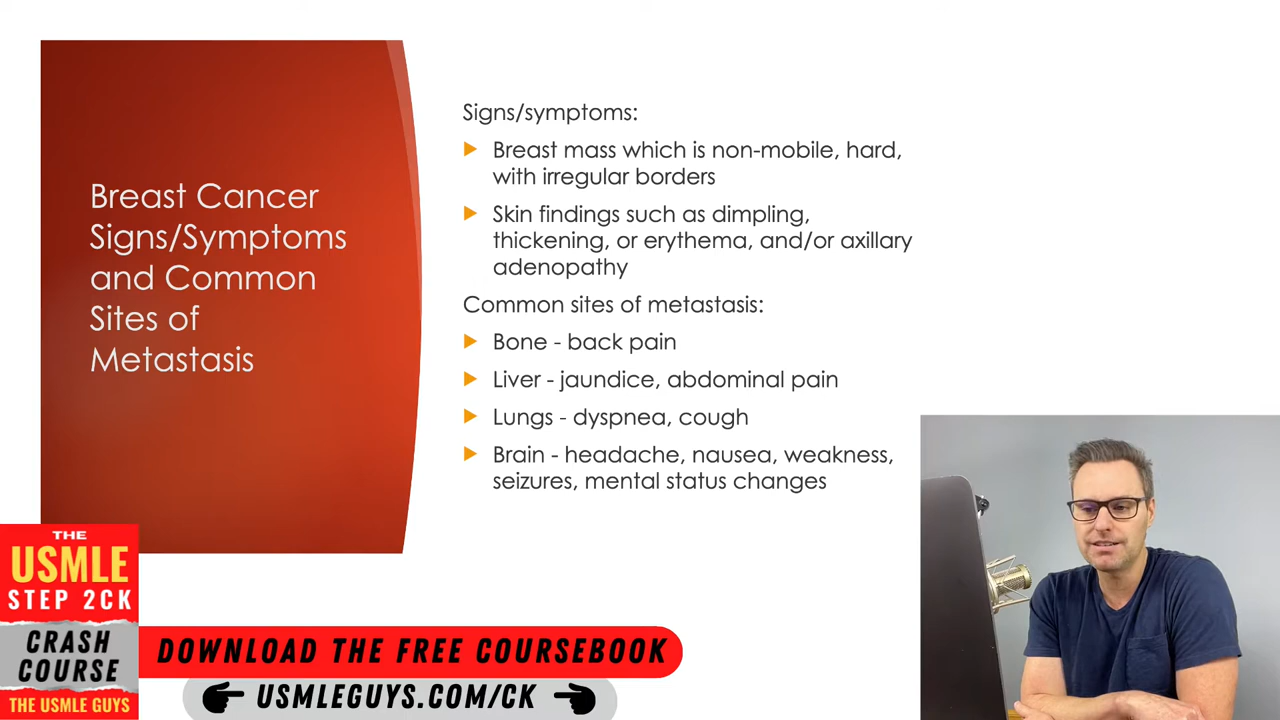 Breast Cancer
Signs/Symptoms
and Common
Sites of
Metastasis
Signs/symptoms:
Breast mass which is non-mobile, hard,
with irregular borders
Skin findings such as dimpling,
thickening, or erythema, and/or axillary
adenopathy
Common sites of metastasis:
Bone - back pain
Liver - jaundice, abdominal pain
Lungs - dyspnea, cough
Brain - headache, nausea, weakness,
seizures, mental status changes
THE
USMLE
STEP 2CK
CRASH
COURSE
THE USMLE GUYS
DOWNLOAD THE FREE COURSEBOOK
USMLEGUYS.COM/CK